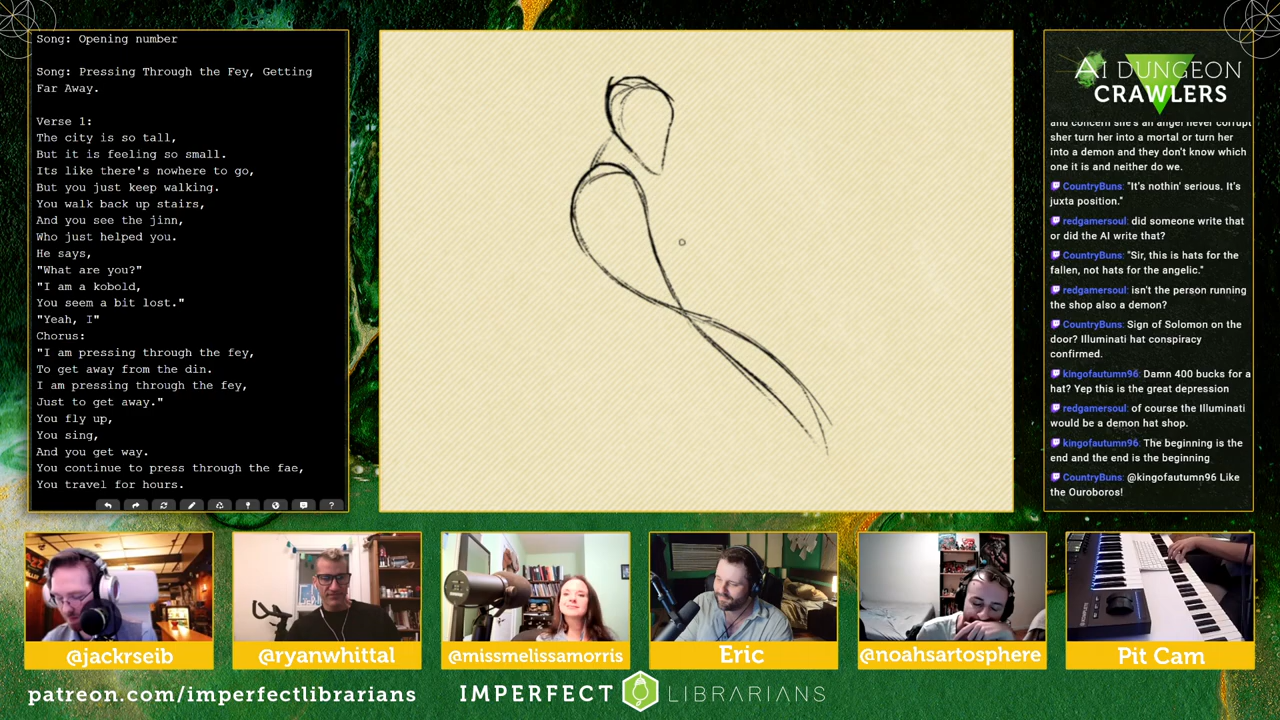 Song: Opening number
Song: Pressing Through the Fey, Getting
Far Away.
Verse 1:
The city is so tall,
But it is feeling so small.
Its like there's nowhere to go,
But you just keep walking.
You walk back up stairs,
And you see the jinn,
Who just helped you.
He says,
"What are you?"
"I am a kobold,
You seem a bit lost."
"Yeah, I"
Chorus:
"I am pressing through the fey,
To get away from the din.
I am pressing through the fey,
Just to get away."
You fly up,
You sing,
And you get way.
You continue to press through the fae,
You travel for hours.
?
AI DUNGEON
CRAWLERS
and concern she's an angel never corrupt
sher turn her into a mortal or turn her
into a demon and they don't know which
one it is and neither do we.
CountryBuns: "It's nothin' serious. It's
juxta position."
redgamersoul: did someone write that
or did the AI write that?
CountryBuns: "Sir, this is hats for the
fallen, not hats for the angelic."
redgamersoul: isn't the person running
the shop also a demon?
CountryBuns: Sign of Solomon on the
door? Illuminati hat conspiracy
confirmed.
kingofautumn96: Damn 400 bucks for a
hat? Yep this is the great depression
redgamersoul: of course the Illuminati
would be a demon hat shop.
kingofautumn96: The beginning is the
end and the end is the beginning
CountryBuns: @kingofautumn96 Like
the Ouroboros!
@jackrseib
@ryanwhittal
@missmelissamorris
Eric
@noahsartosphere
Pit Cam
patreon.com/imperfectlibrarians
IMPERFECT LIBRARIANS